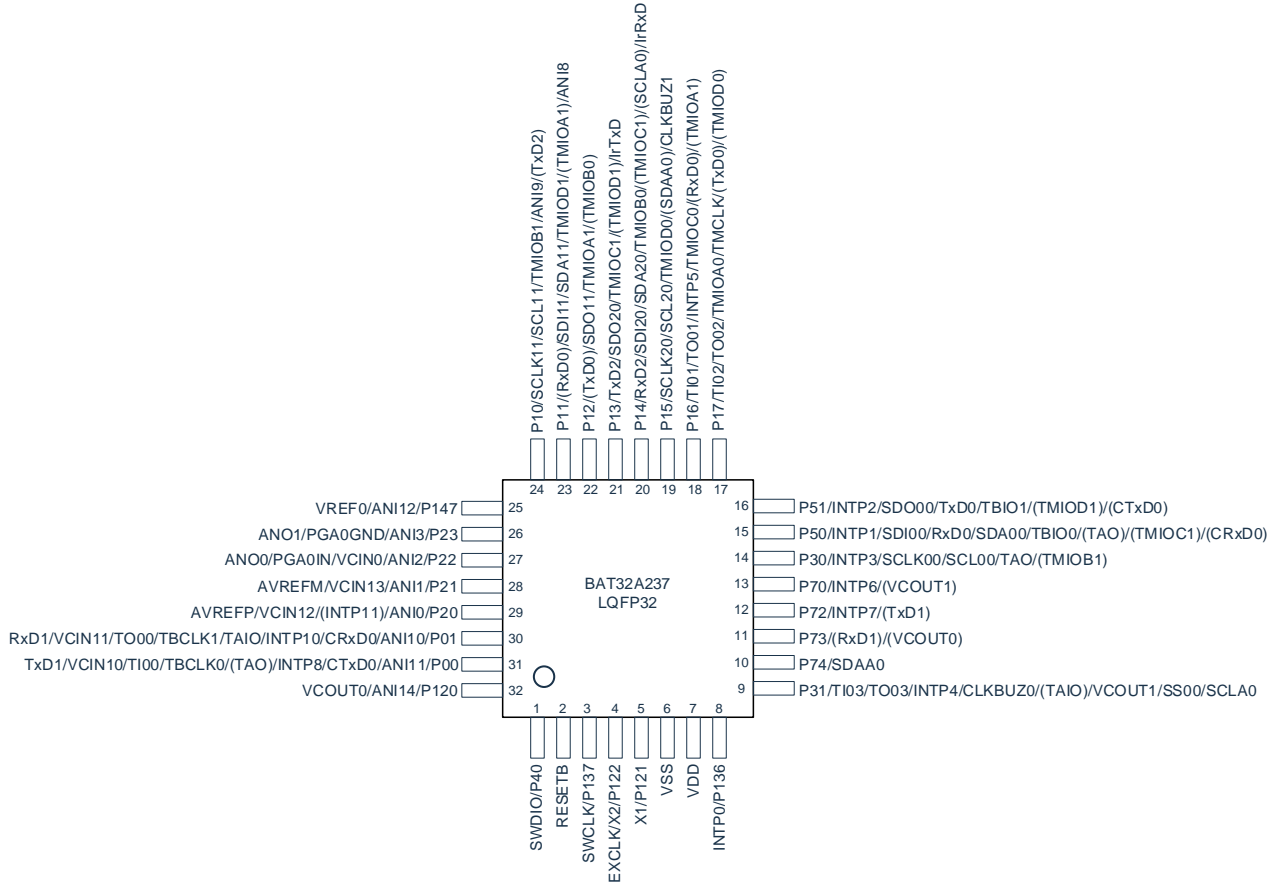 P10/SCLK11/SCL11/TMIOB1/ANI9/(TxD2)
P11/(RxD0)/SDI11/SDA11/TMIOD1/(TMIOA1)/ANI8
P12/(TxD0)/SDO11/TMIOA1/(TMIOB0)
P13/TxD2/SDO20/TMIOC1/(TMIOD1)/IrTxD
P14/RxD2/SDI20/SDA20/TMIOB0/(TMIOC1)/(SCLA0)/IrRxD
P15/SCLK20/SCL20/TMIOD0/(SDAA0)/CLKBUZ1
P16/TI01/TO01/INTP5/TMIOC0/(RxD0)/(TMIOA1)
P17/TI02/TO02/TMIOA0/TMCLK/(TxD0)/(TMIOD0)
24 23 22 21 20 19 18 17
VREF0/ANI12/P147 25
ANO1/PGA0GND/ANI3/P23 26
ANO0/PGA0IN/VCIN0/ANI2/P22 27
AVREFM/VCIN13/ANI1/P21 28
AVREFP/VCIN12/(INTP11)/ANI0/P20 29
RxD1/VCIN11/TO00/TBCLK1/TAIO/INTP10/CRxD0/ANI10/P01 30
TxD1/VCIN10/TI00/TBCLK0/(TAO)/INTP8/CTxD0/ANI11/P00 31
VCOUT0/ANI14/P120 32
BAT32A237
LQFP32
16 P51/INTP2/SDO00/TxD0/TBIO1/(TMIOD1)/(CTxD0)
15 P50/INTP1/SDI00/RxD0/SDA00/TBIO0/(TAO)/(TMIOC1)/(CRxD0)
14 P30/INTP3/SCLK00/SCL00/TAO/(TMIOB1)
13 P70/INTP6/(VCOUT1)
12 P72/INTP7/(TxD1)
11 P73/(RxD1)/(VCOUT0)
10 P74/SDAA0
9 P31/TI03/TO03/INTP4/CLKBUZ0/(TAIO)/VCOUT1/SS00/SCLA0
1 2 3 4 5 6 7 8
SWDIO/P40
RESETB
SWCLK/P137
EXCLK/X2/P122
X1/P121
VSS
VDD
INTP0/P136